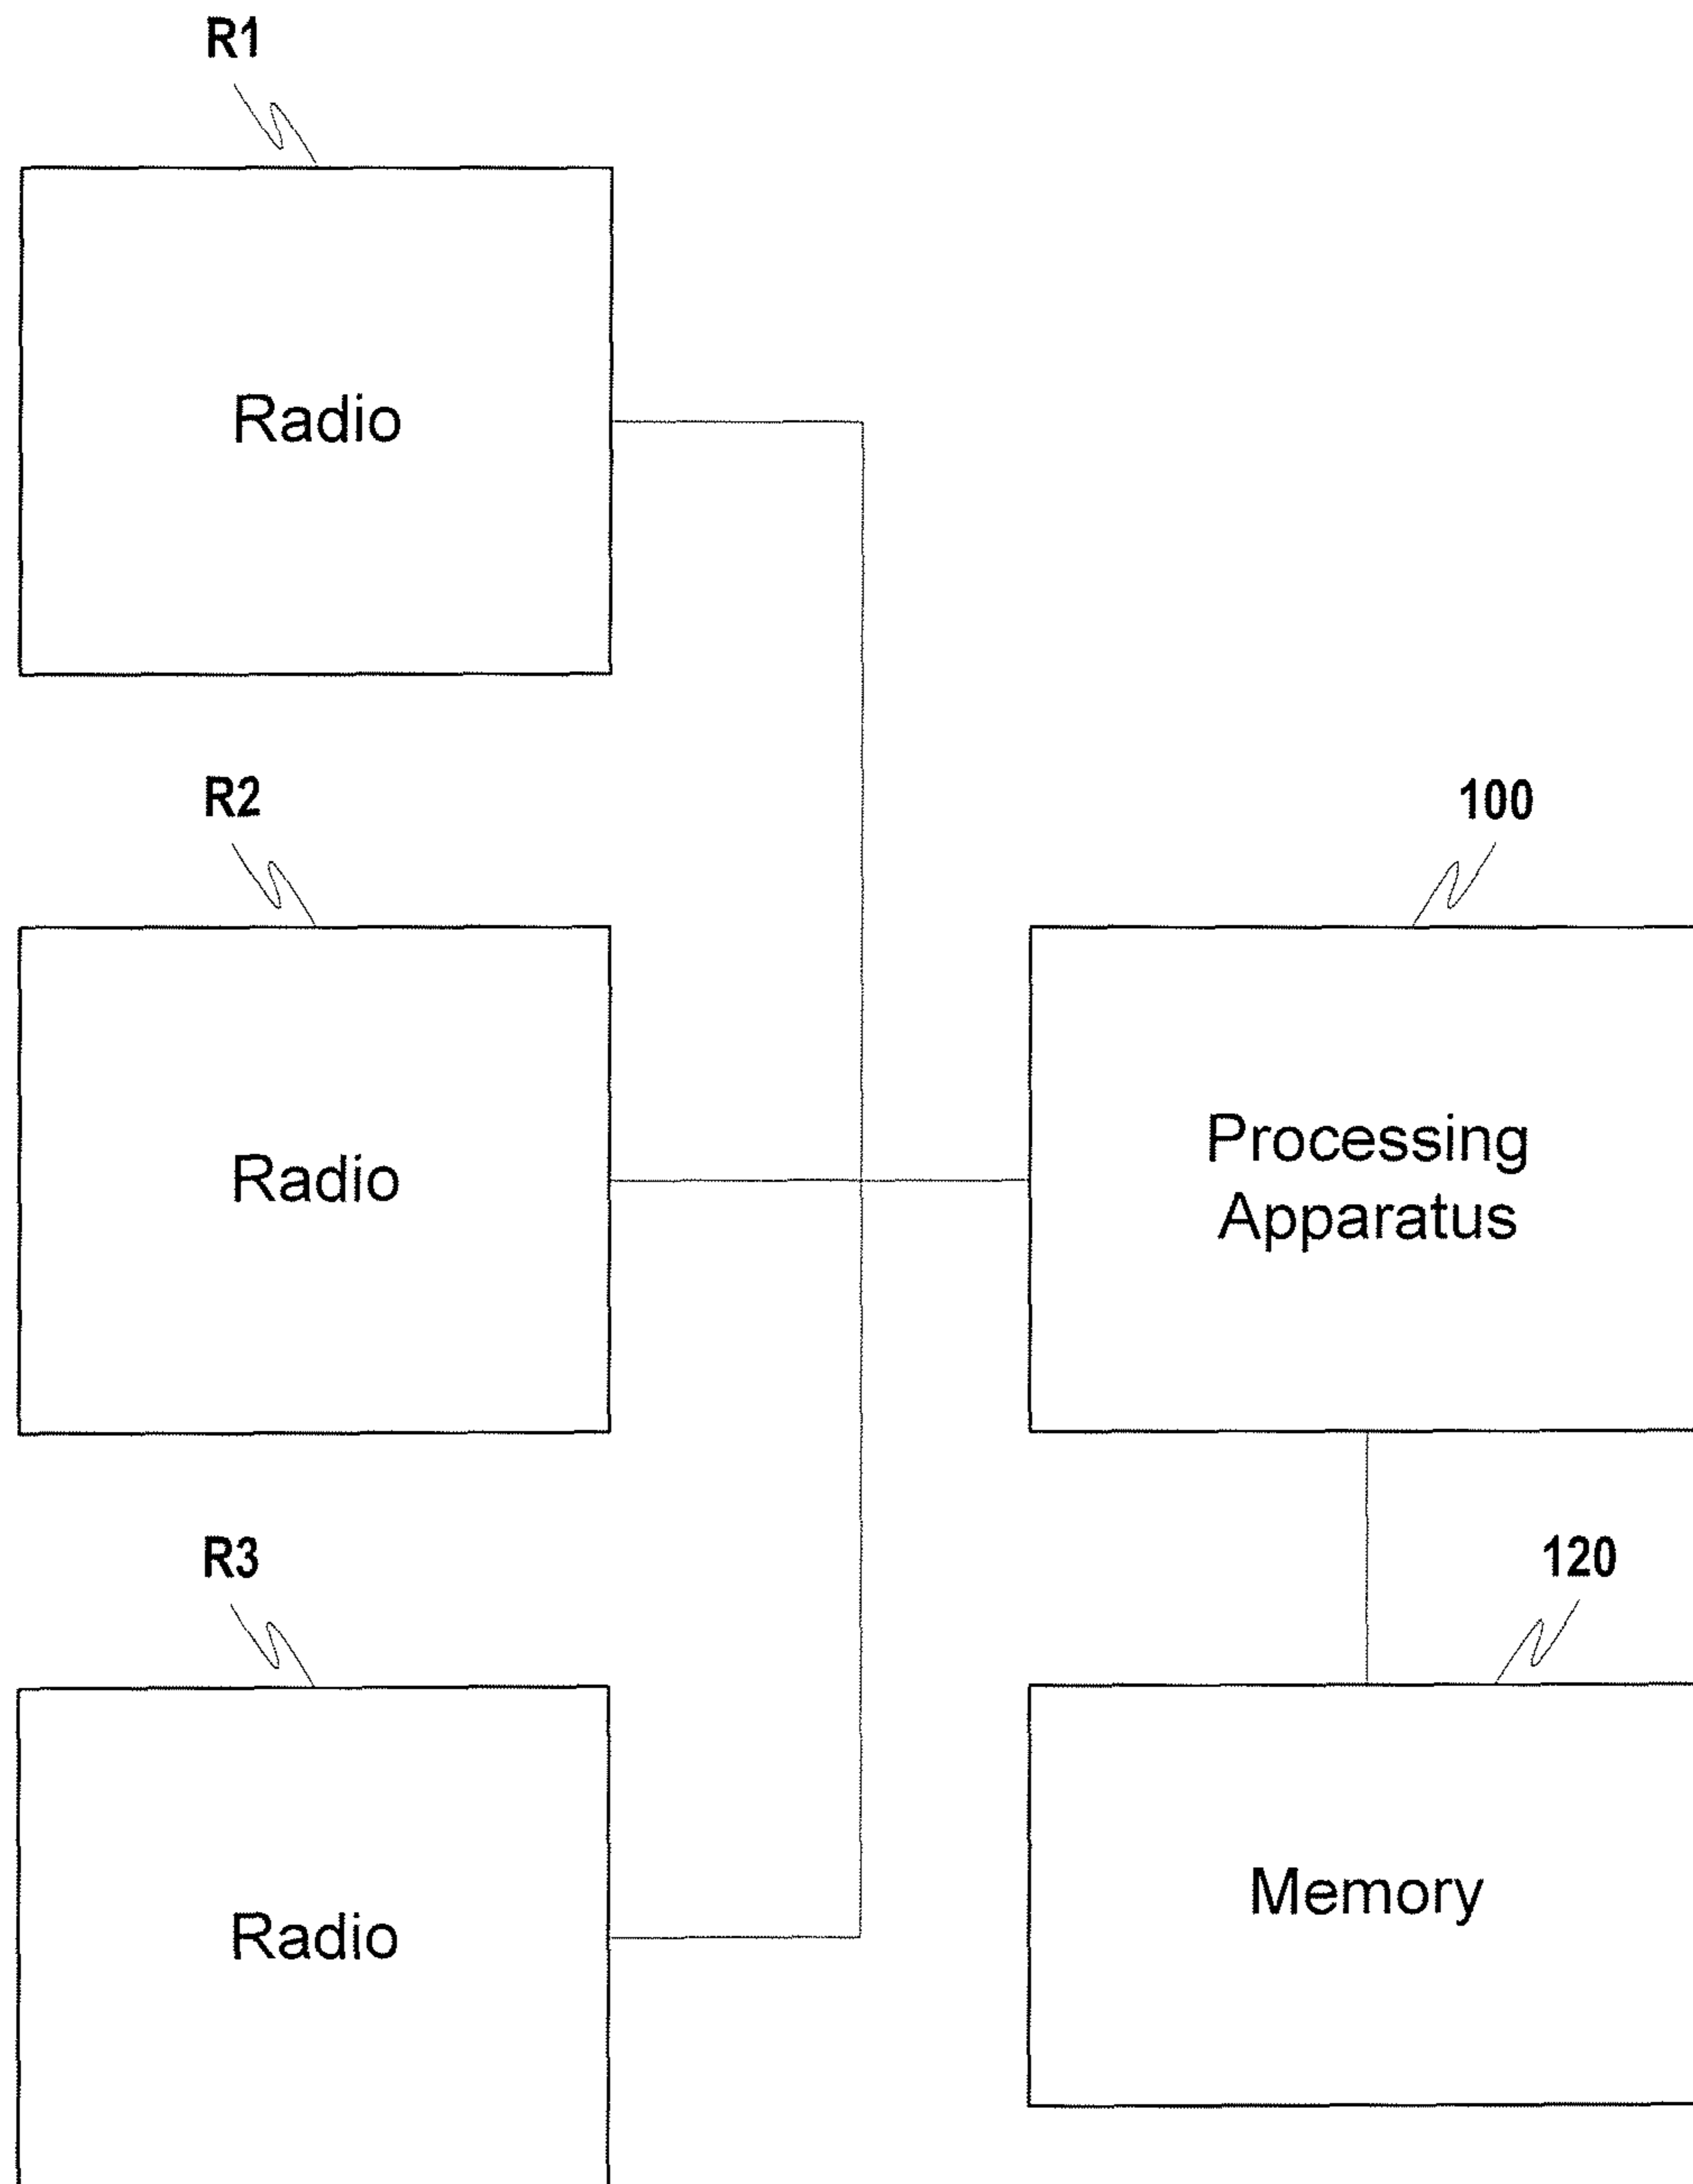 R1
Radio
R2
100
Radio
Processing
Apparatus
R3
120
Radio
Memory